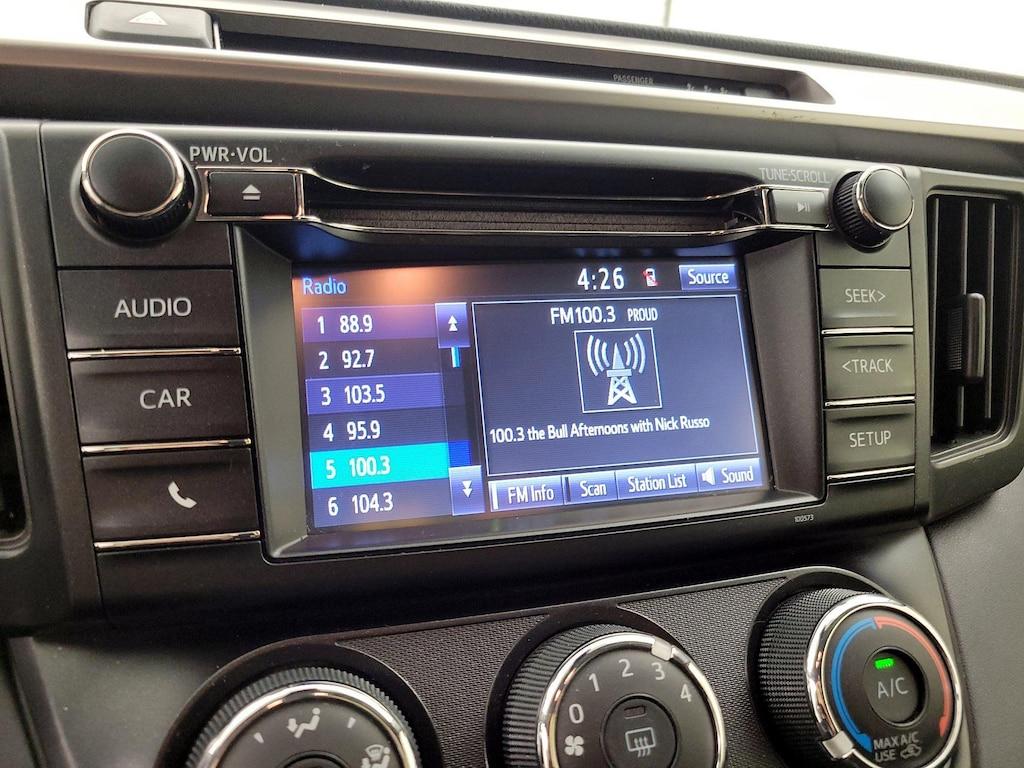 PASSENGER
PWR·VOL
TUNE·SCROLL
AUDIO
CAR
SEEK>
<TRACK
SETUP
Radio
4:26
Source
1 88.9
2 92.7
3 103.5
4 95.9
5 100.3
6 104.3
FM100.3 PROUD
100.3 the Bull Afternoons with Nick Russo
FM Info
Scan
Station List
Sound
100573
0 1 2 3 4
A/C
MAX A/C
USE